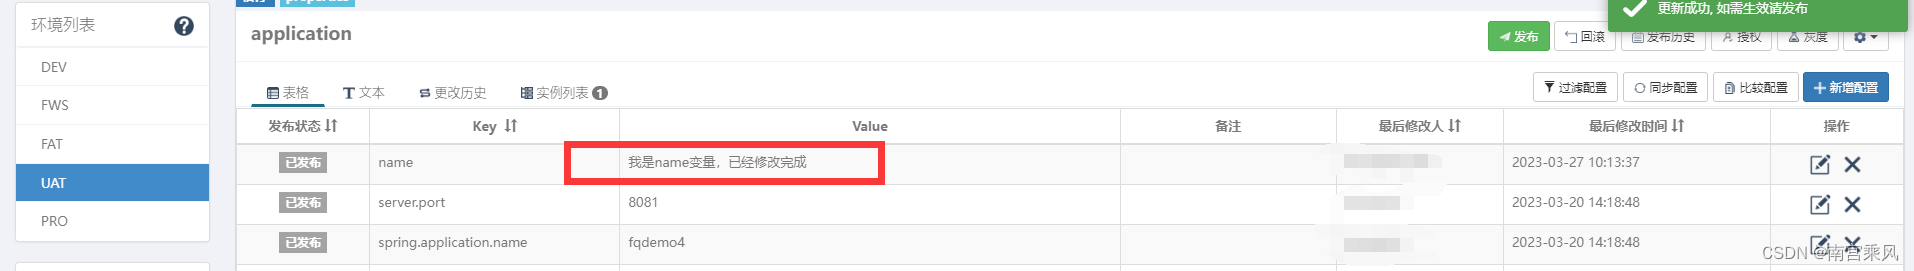 环境列表
DEV
FWS
FAT
UAT
PRO
properties
application
更新成功, 如需生效请发布
发布
回滚
发布历史
授权
灰度
表格
文本
更改历史
实例列表 1
过滤配置
同步配置
比较配置
新增配置
发布状态 Key Value 备注 最后修改人 最后修改时间 操作
已发布 name 我是name变量，已经修改完成 2023-03-27 10:13:37
已发布 server.port 8081 2023-03-20 14:18:48
已发布 spring.application.name fqdemo4 2023-03-20 14:18:48
CSDN @南宫乘风